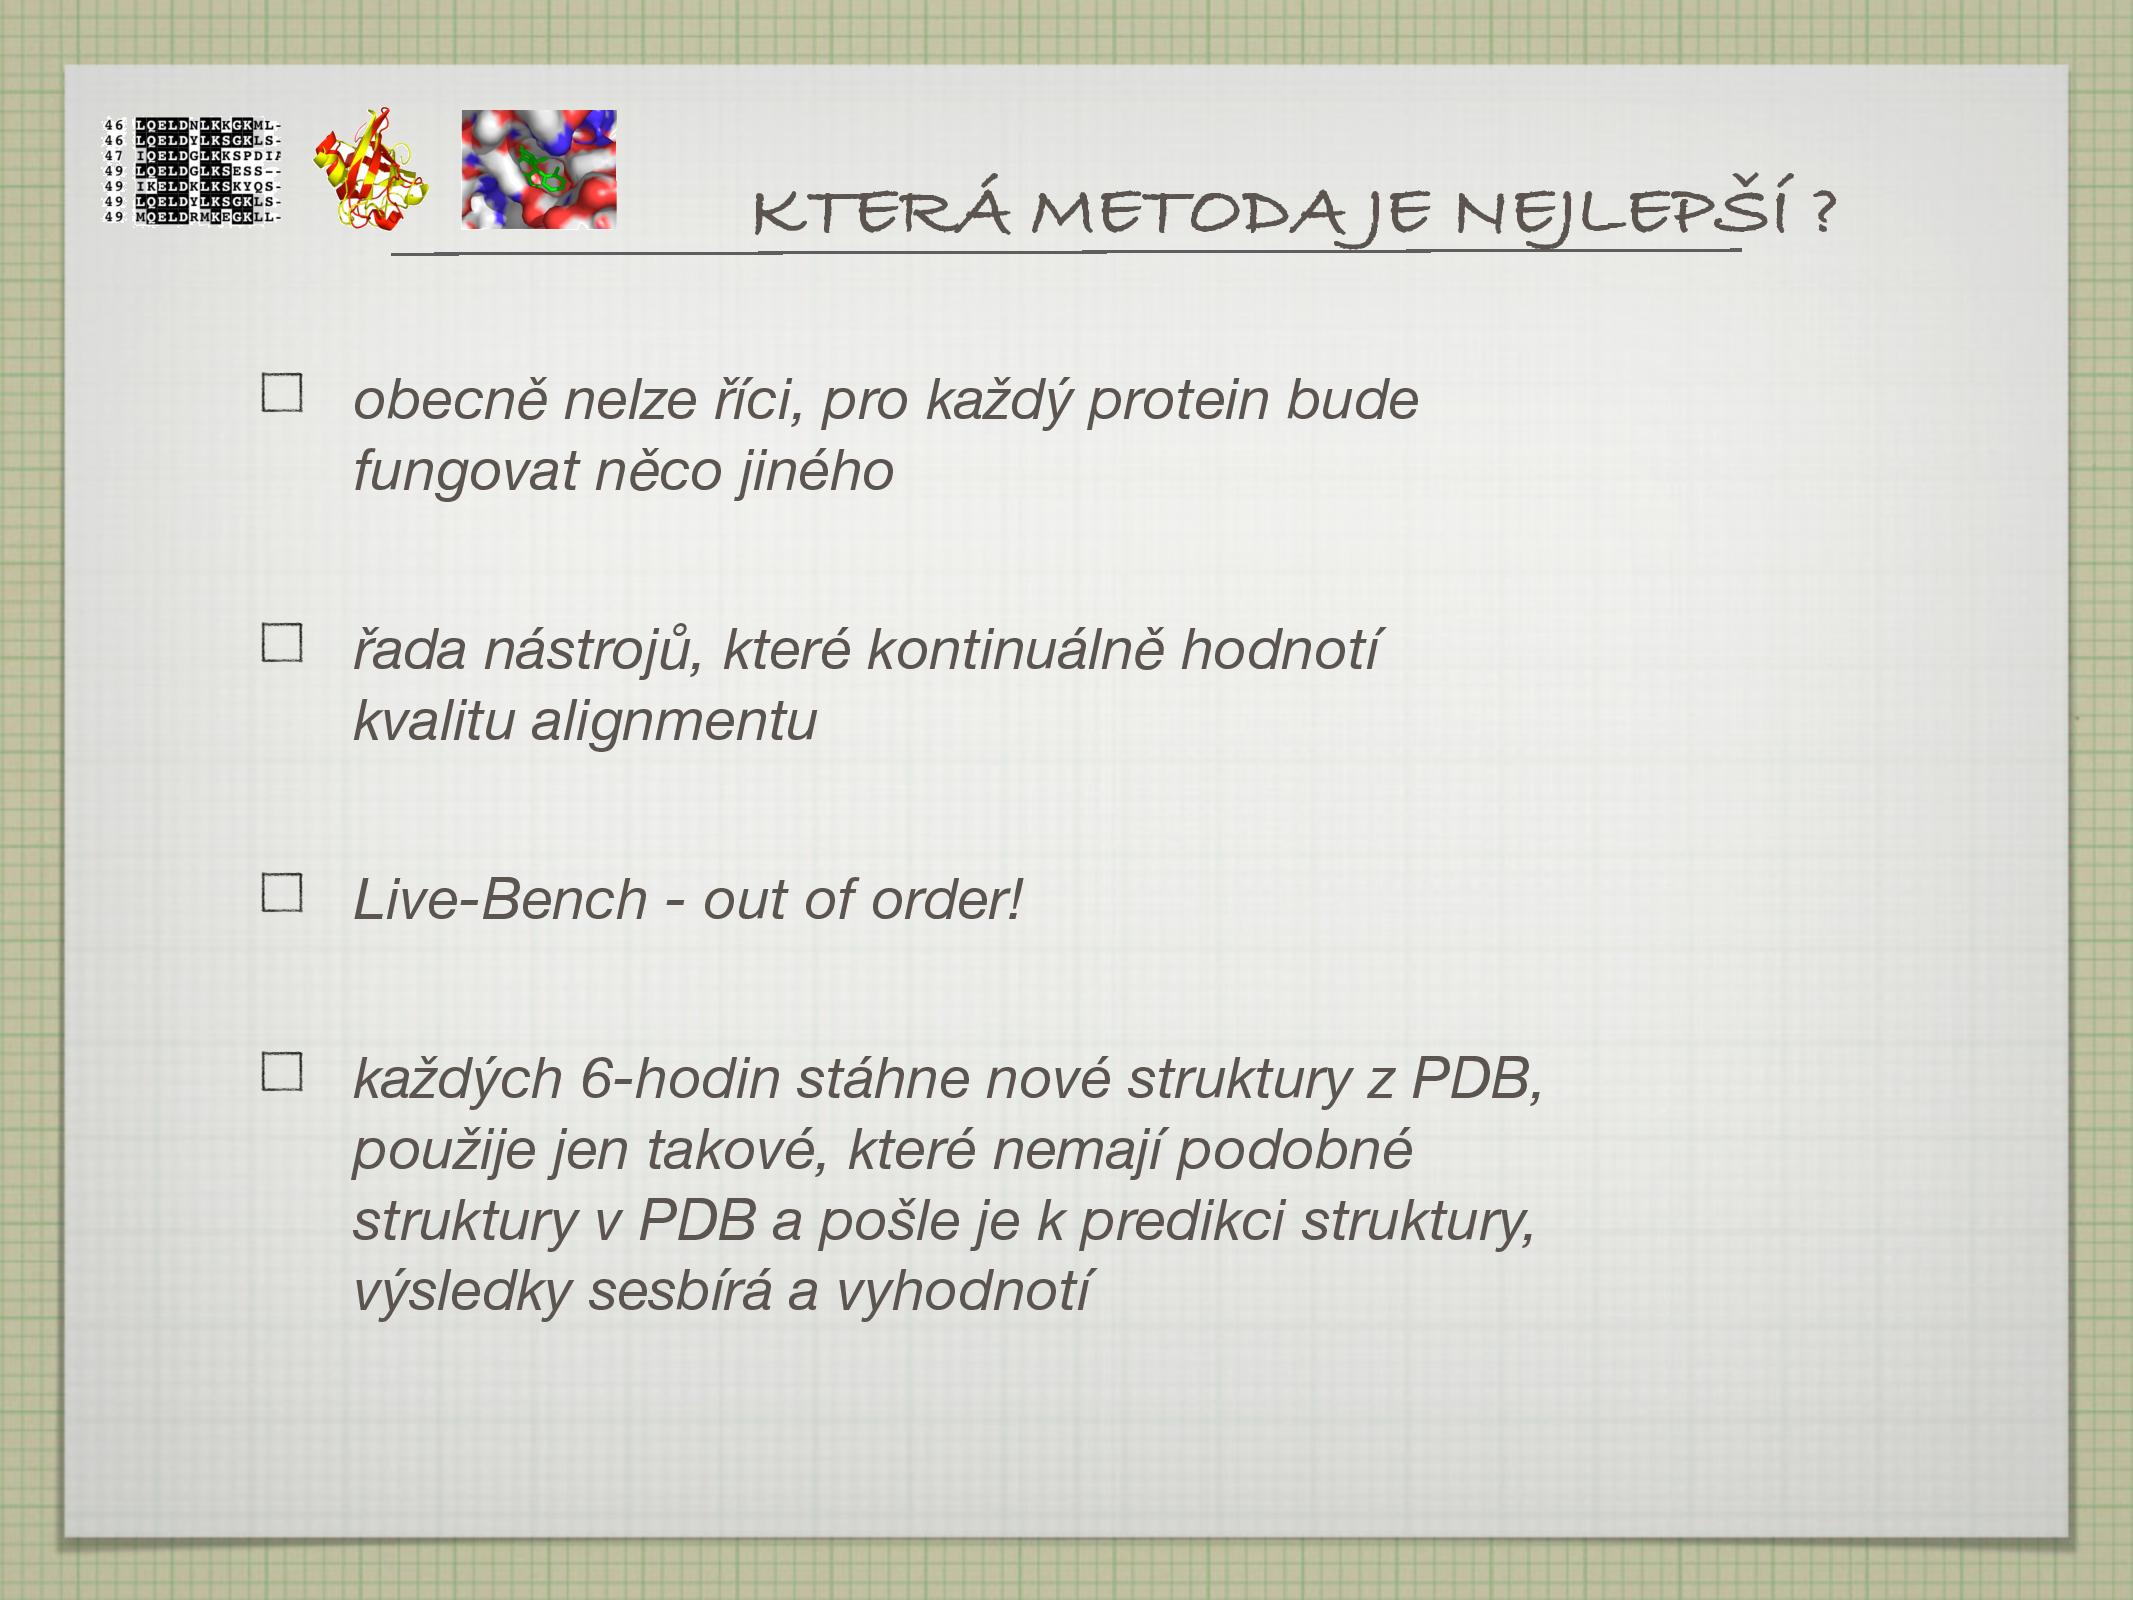 46 LQELDNLKKGKML-
46 LQELDYLKSGKLS-
47 IQELDGLKKSPDIA
49 LQELDGLKSESS--
49 IKELDKLKSKYQS-
49 LQELDYLKSGKLS-
49 MQELDRMKEGKLL-
KTERÁ METODA JE NEJLEPŠÍ ?
obecně nelze říci, pro každý protein bude
fungovat něco jiného
řada nástrojů, které kontinuálně hodnotí
kvalitu alignmentu
Live-Bench - out of order!
každých 6-hodin stáhne nové struktury z PDB,
použije jen takové, které nemají podobné
struktury v PDB a pošle je k predikci struktury,
výsledky sesbírá a vyhodnotí